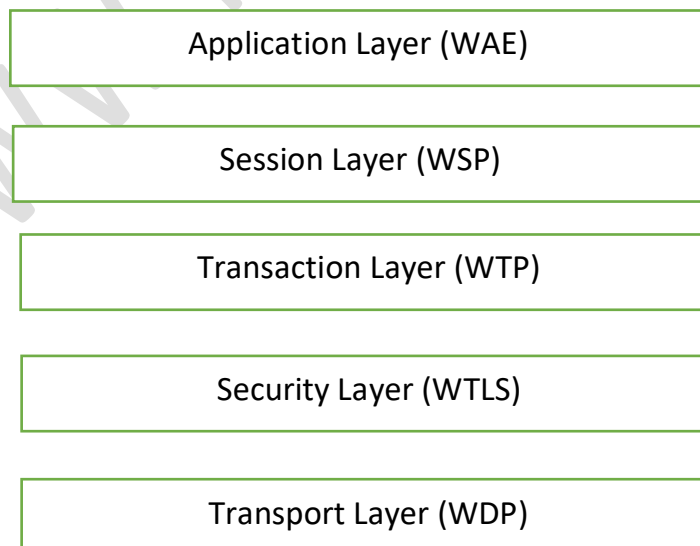 Application Layer (WAE)
Session Layer (WSP)
Transaction Layer (WTP)
Security Layer (WTLS)
Transport Layer (WDP)